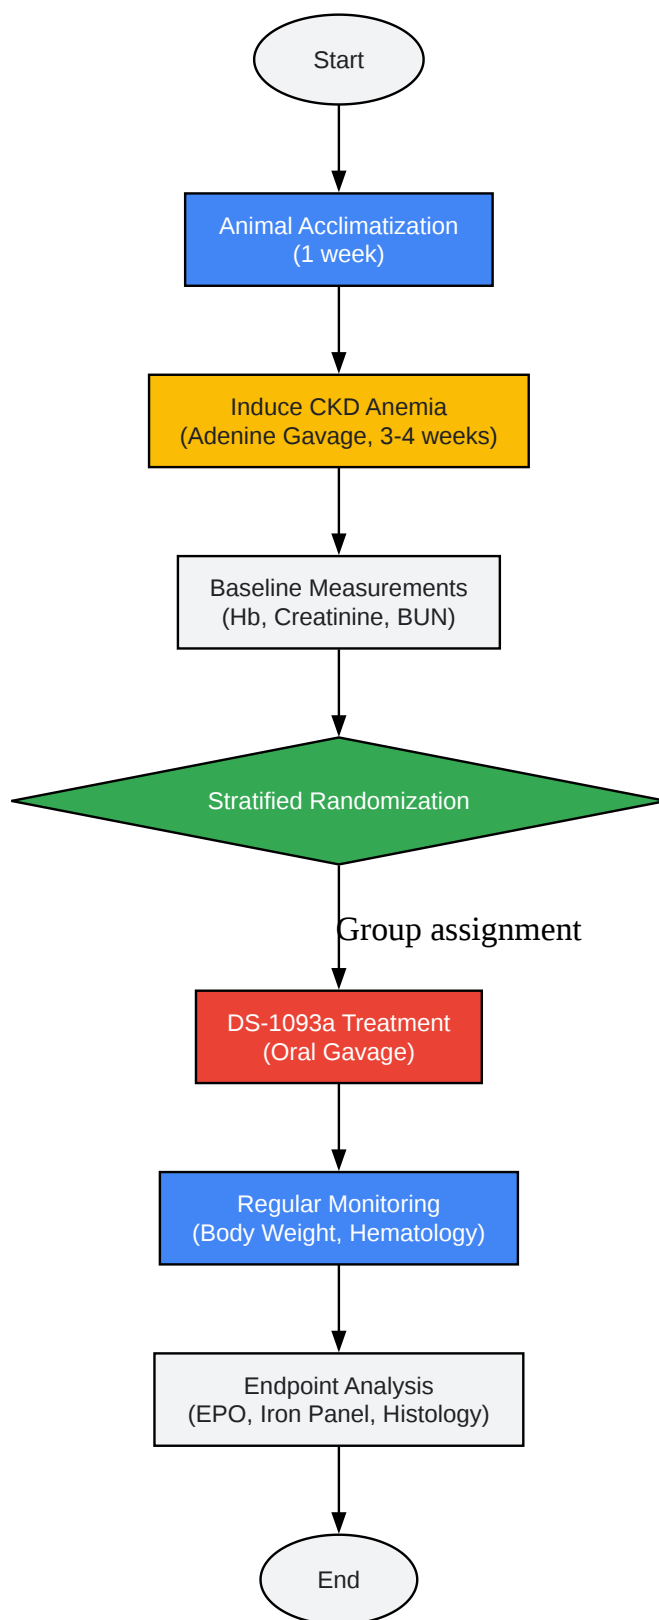 Start
Animal Acclimatization
(1 week)
Induce CKD Anemia
(Adenine Gavage, 3-4 weeks)
Baseline Measurements
(Hb, Creatinine, BUN)
Stratified Randomization
Group assignment
DS-1093a Treatment
(Oral Gavage)
Regular Monitoring
(Body Weight, Hematology)
Endpoint Analysis
(EPO, Iron Panel, Histology)
End